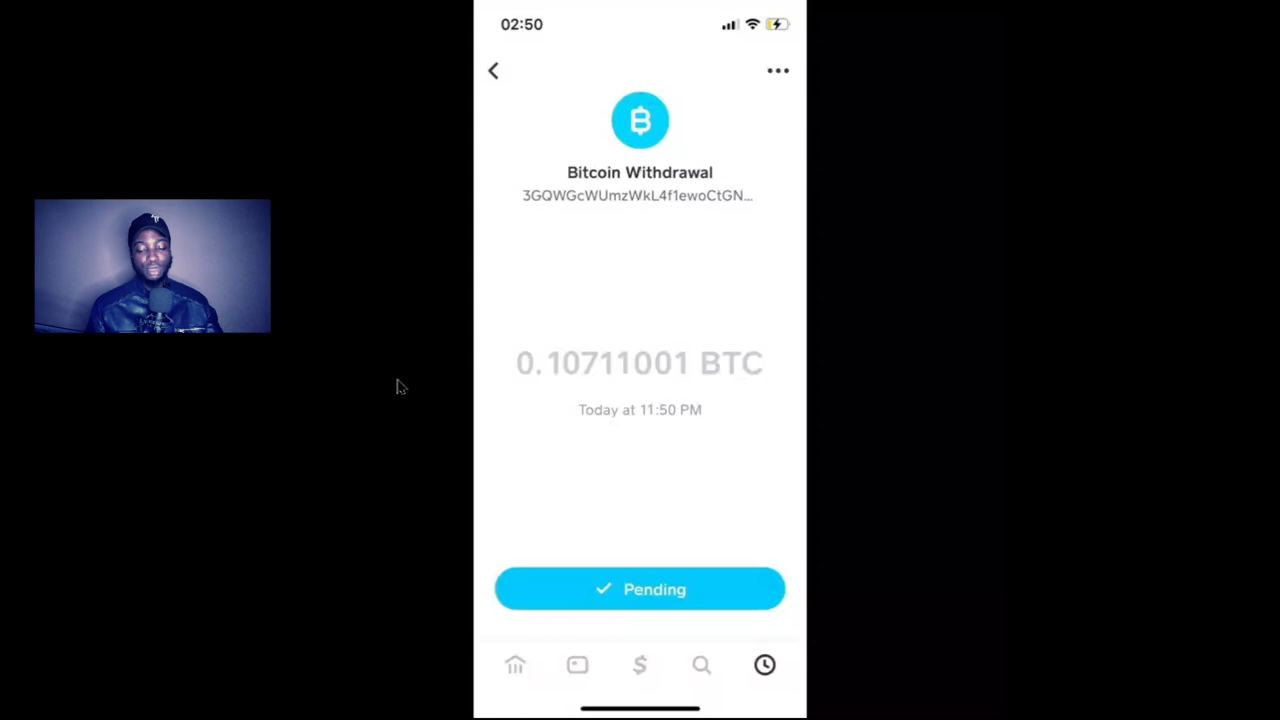 02:50
Bitcoin Withdrawal
3GQWGcWUmzWkL4f1ewoCtGN...
0.10711001 BTC
Today at 11:50 PM
Pending